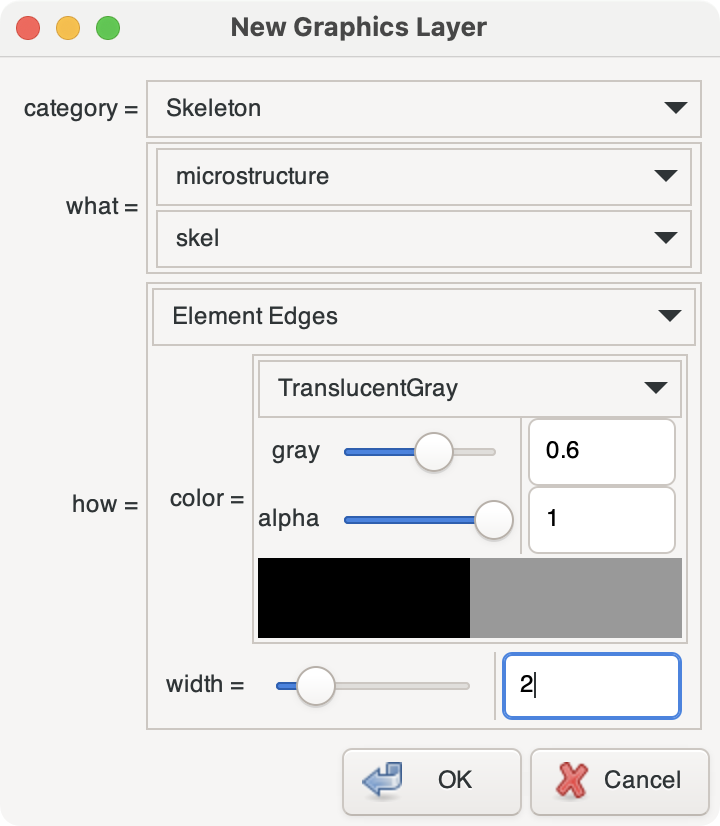 New Graphics Layer
category = Skeleton
what = microstructure
skel
Element Edges
how =
color = TranslucentGray
gray 0.6
alpha 1
width = 2
OK Cancel